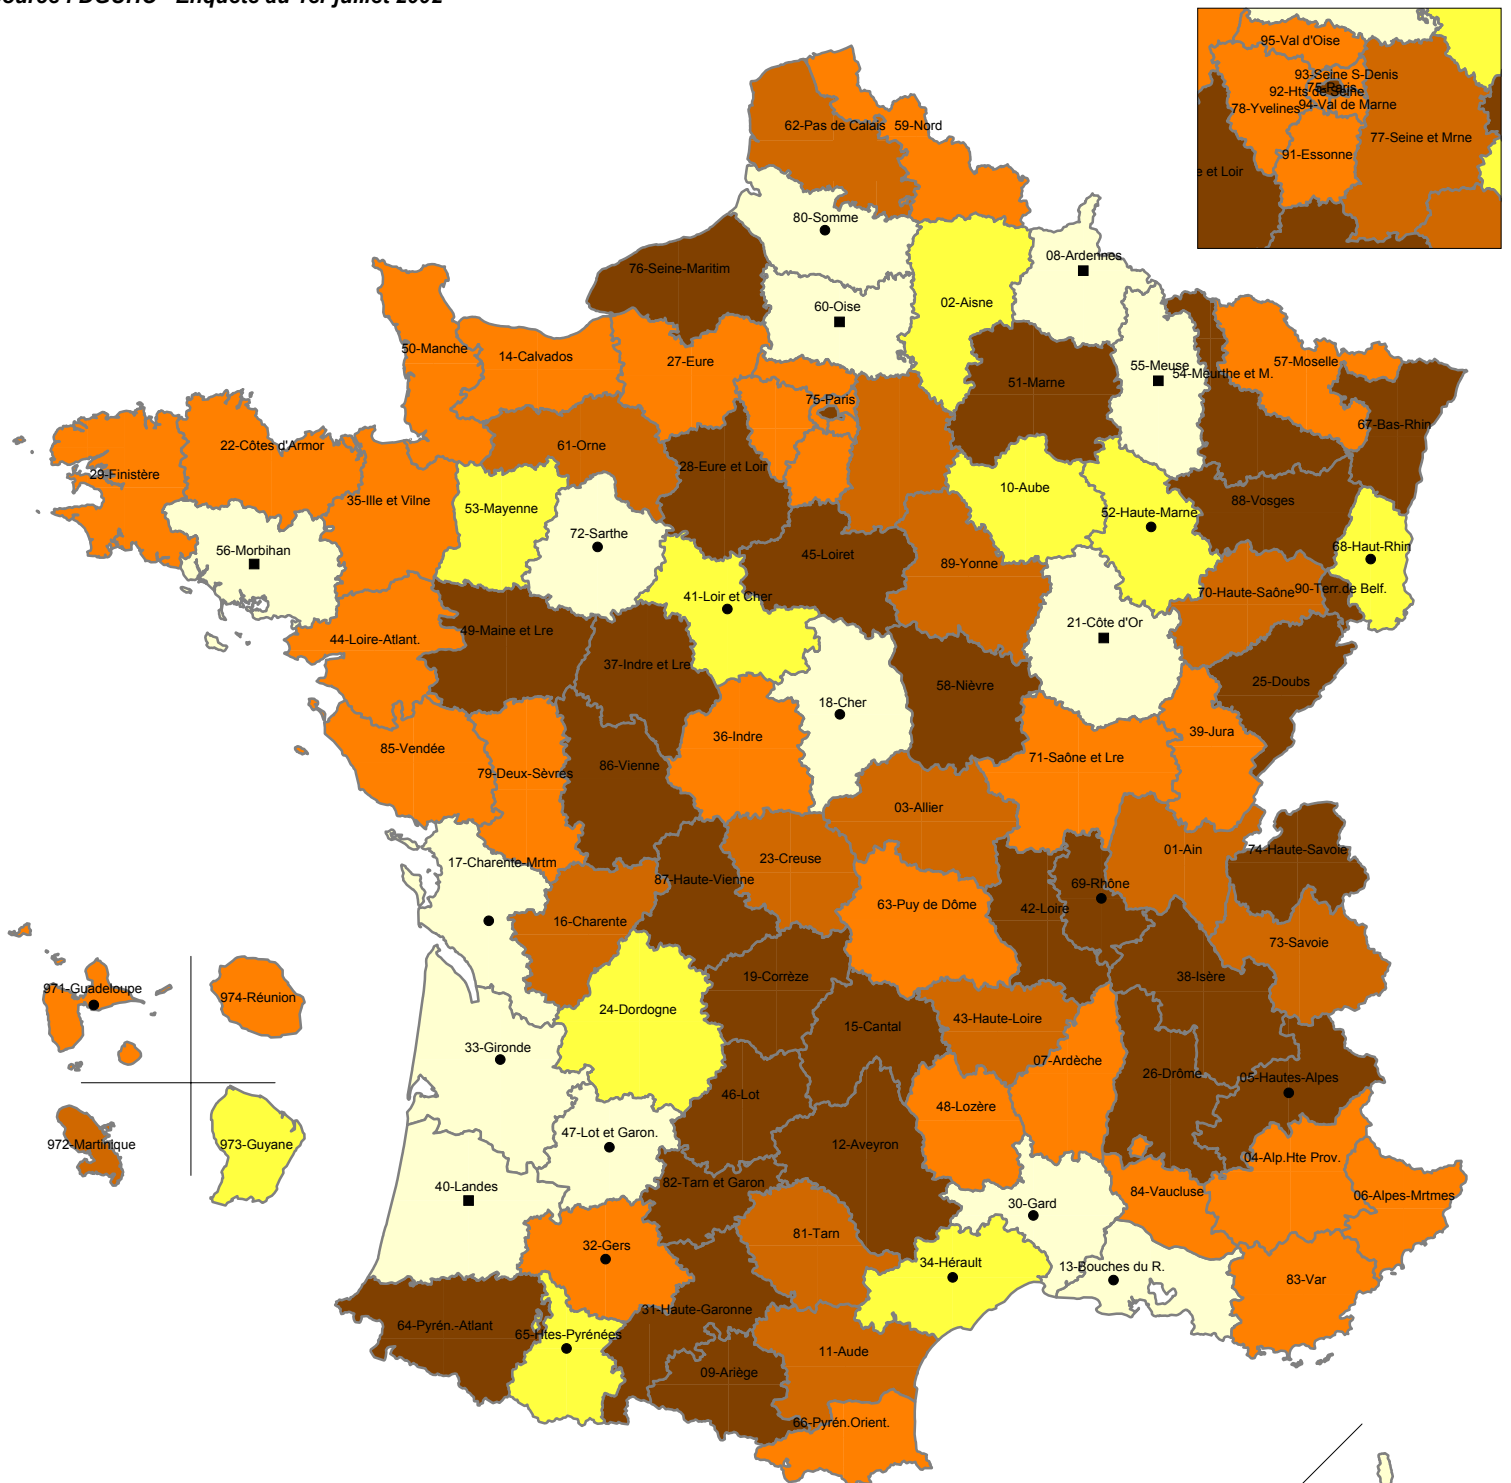 source : DGUHC - Enquête au 1er juillet 2002
95-Val d'Oise
93-Seine S-Denis
75-Paris
92-Hts de Seine
94-Val de Marne
78-Yvelines
77-Seine et Mrne
91-Essonne
e et Loir
62-Pas de Calais
59-Nord
80-Somme
08-Ardennes
76-Seine-Maritim
60-Oise
02-Aisne
50-Manche
14-Calvados
27-Eure
55-Meuse
57-Moselle
54-Meurthe et M.
51-Marne
75-Paris
67-Bas-Rhin
22-Côtes d'Armor
61-Orne
29-Finistère
28-Eure et Loir
35-Ille et Vilne
10-Aube
88-Vosges
53-Mayenne
52-Haute-Marne
72-Sarthe
56-Morbihan
45-Loiret
68-Haut-Rhin
89-Yonne
41-Loir et Cher
70-Haute-Saône
90-Terr.de Belf.
44-Loire-Atlant.
49-Maine et Lre
21-Côte d'Or
37-Indre et Lre
58-Nièvre
25-Doubs
18-Cher
85-Vendée
36-Indre
39-Jura
79-Deux-Sèvres
86-Vienne
71-Saône et Lre
03-Allier
17-Charente-Mrtm
23-Creuse
01-Ain
74-Haute-Savoie
87-Haute-Vienne
69-Rhône
63-Puy de Dôme
42-Loire
16-Charente
73-Savoie
19-Corrèze
38-Isère
971-Guadeloupe
974-Réunion
24-Dordogne
15-Cantal
43-Haute-Loire
33-Gironde
07-Ardèche
26-Drôme
05-Hautes-Alpes
46-Lot
48-Lozère
972-Martinique
973-Guyane
47-Lot et Garon.
12-Aveyron
04-Alp.Hte Prov.
40-Landes
82-Tarn et Garon
84-Vaucluse
06-Alpes-Mrtmes
30-Gard
81-Tarn
32-Gers
34-Hérault
13-Bouches du R.
83-Var
31-Haute-Garonne
64-Pyrén.-Atlant
65-Htes-Pyrénées
11-Aude
09-Ariège
66-Pyrén.Orient.